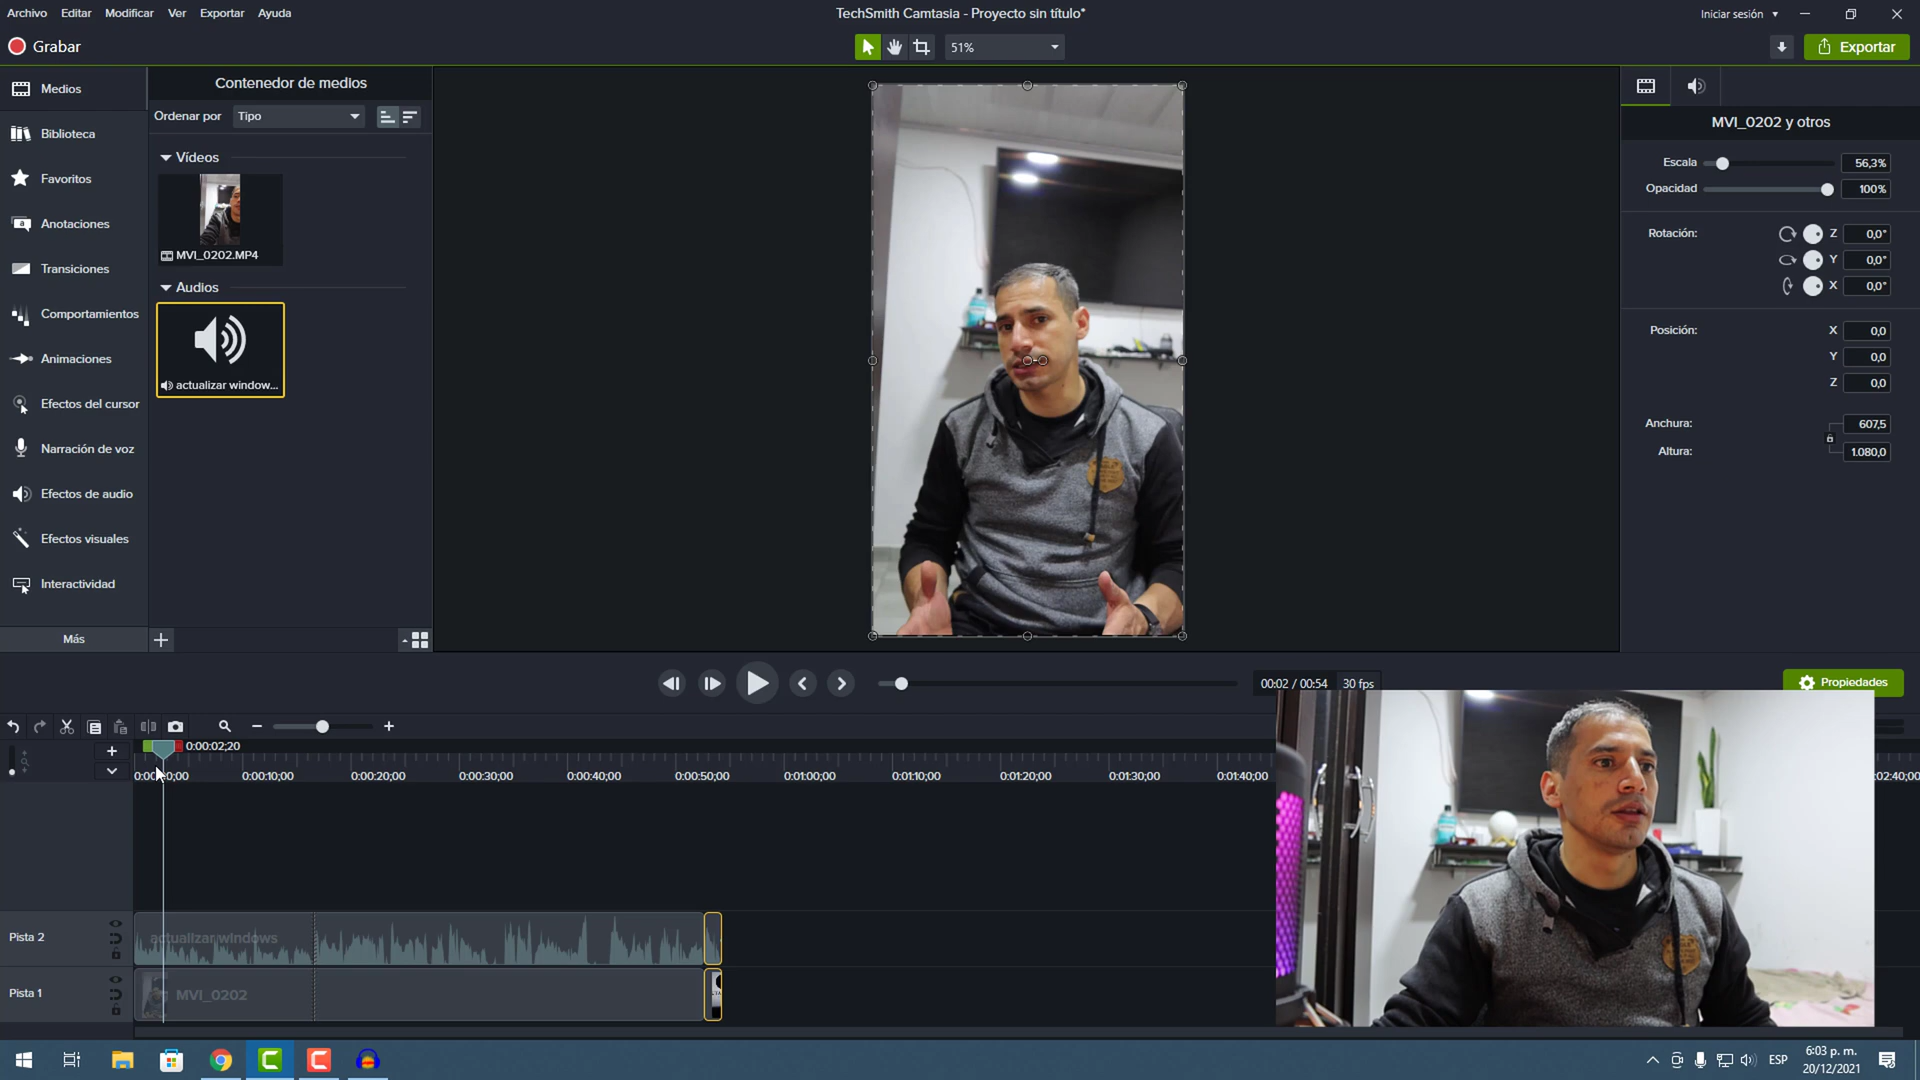 Archivo Editar Modificar Ver Exportar Ayuda
TechSmith Camtasia - Proyecto sin título*
Iniciar sesión
Grabar
51%
Exportar
Medios
Biblioteca
Favoritos
Anotaciones
Transiciones
Comportamientos
Animaciones
Efectos del cursor
Narración de voz
Efectos de audio
Efectos visuales
Interactividad
Más
Contenedor de medios
Ordenar por Tipo
Vídeos
MVI_0202.MP4
Audios
actualizar window...
MVI_0202 y otros
Escala 56,3%
Opacidad 100%
Rotación: Z 0,0°
Y 0,0°
X 0,0°
Posición: X 0,0
Y 0,0
Z 0,0
Anchura: 607,5
Altura: 1.080,0
00:02 / 00:54 30 fps
Propiedades
0:00:02;20
0:00:10;00 0:00:20;00 0:00:30;00 0:00:40;00 0:00:50;00 0:01:00;00 0:01:10;00 0:01:20;00 0:01:30;00 0:01:40;00
Pista 2
actualizar windows
Pista 1
MVI_0202
ESP
6:03 p. m.
20/12/2021